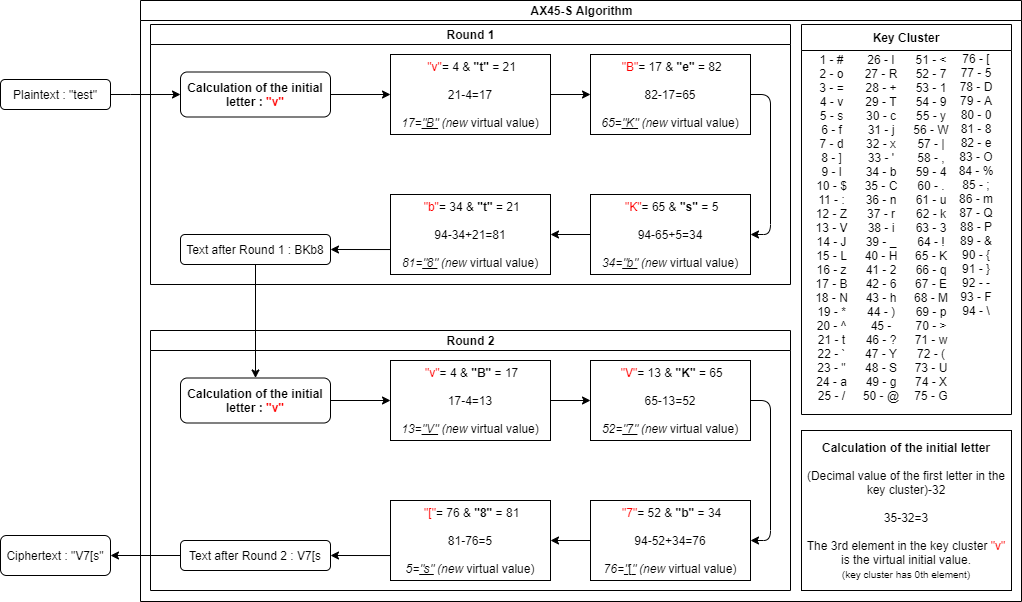 AX45-S Algorithm
Round 1
Plaintext : "test"
Calculation of the initial
letter : "v"
"v"= 4 & "t" = 21
21-4=17
17="B" (new virtual value)
"B"= 17 & "e" = 82
82-17=65
65="K" (new virtual value)
"K"= 65 & "s" = 5
94-65+5=34
34="b" (new virtual value)
"b"= 34 & "t" = 21
94-34+21=81
81="8" (new virtual value)
Text after Round 1 : BKb8
Round 2
Calculation of the initial
letter : "v"
"v"= 4 & "B" = 17
17-4=13
13="V" (new virtual value)
"V"= 13 & "K" = 65
65-13=52
52="7" (new virtual value)
"7"= 52 & "b" = 34
94-52+34=76
76="[" (new virtual value)
"["= 76 & "8" = 81
81-76=5
5="s" (new virtual value)
Text after Round 2 : V7[s
Ciphertext : "V7[s"
Key Cluster
1 - #
2 - o
3 - =
4 - v
5 - s
6 - f
7 - d
8 - ]
9 - l
10 - $
11 - :
12 - Z
13 - V
14 - J
15 - L
16 - z
17 - B
18 - N
19 - *
20 - ^
21 - t
22 - `
23 - "
24 - a
25 - /
26 - I
27 - R
28 - +
29 - T
30 - c
31 - j
32 - x
33 - '
34 - b
35 - C
36 - n
37 - r
38 - i
39 - _
40 - H
41 - 2
42 - 6
43 - h
44 - )
45 -
46 - ?
47 - Y
48 - S
49 - g
50 - @
51 - <
52 - 7
53 - 1
54 - 9
55 - y
56 - W
57 - |
58 - ,
59 - 4
60 - .
61 - u
62 - k
63 - 3
64 - !
65 - K
66 - q
67 - E
68 - M
69 - p
70 - >
71 - w
72 - (
73 - U
74 - X
75 - G
76 - [
77 - 5
78 - D
79 - A
80 - 0
81 - 8
82 - e
83 - O
84 - %
85 - ;
86 - m
87 - Q
88 - P
89 - &
90 - {
91 - }
92 - -
93 - F
94 - \
Calculation of the initial letter
(Decimal value of the first letter in the
key cluster)-32
35-32=3
The 3rd element in the key cluster "v"
is the virtual initial value.
(key cluster has 0th element)